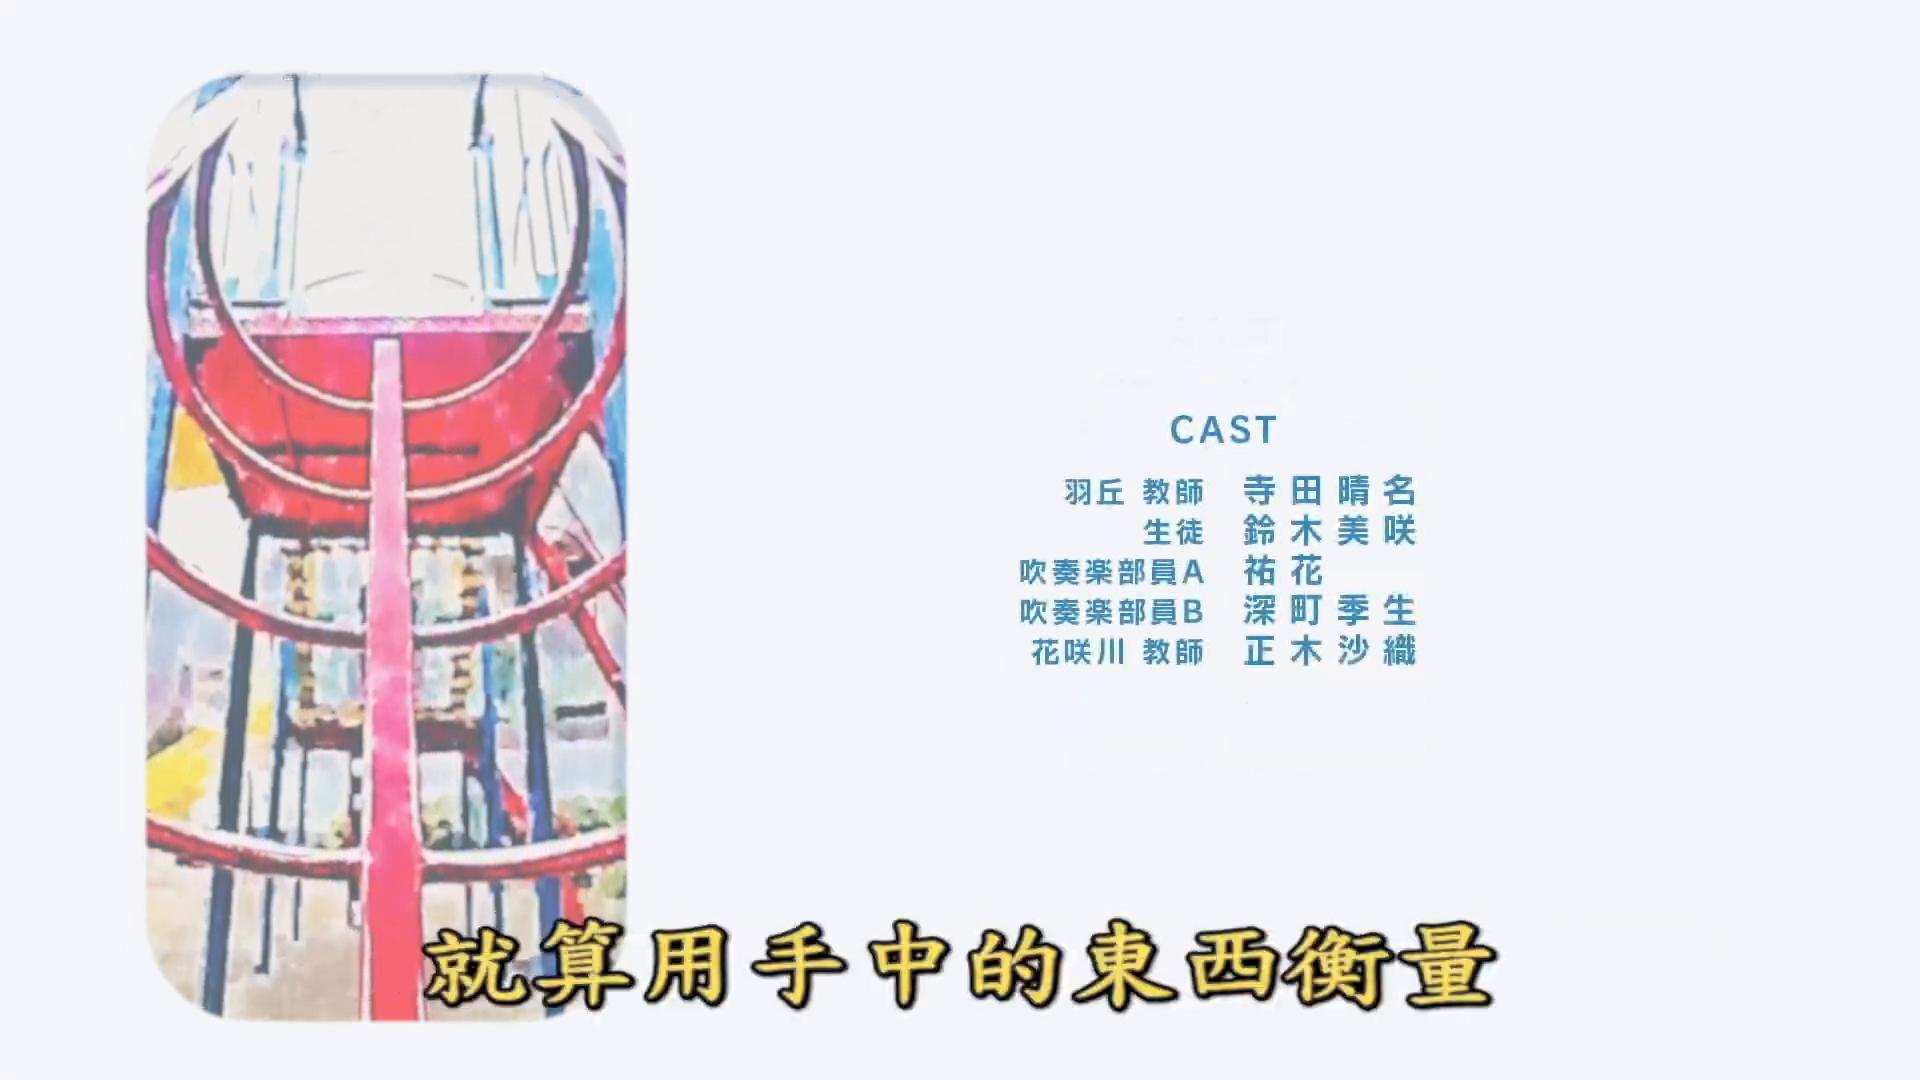 CAST
羽丘 教師 寺田晴名
生徒 鈴木美咲
吹奏楽部員A 祐花
吹奏楽部員B 深町季生
花咲川 教師 正木沙織
就算用手中的東西衡量